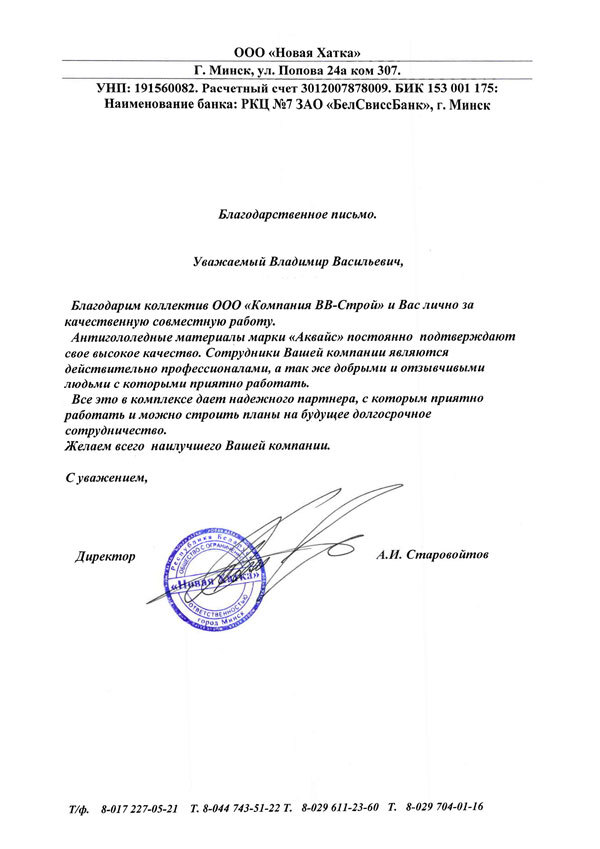 ООО «Новая Хатка»
Г. Минск, ул. Попова 24а ком 307.
УНП: 191560082. Расчетный счет 3012007878009. БИК 153 001 175:
Наименование банка: РКЦ №7 ЗАО «БелСвиссБанк», г. Минск
Благодарственное письмо.
Уважаемый Владимир Васильевич,
Благодарим коллектив ООО «Компания ВВ-Строй» и Вас лично за
качественную совместную работу.
Антигололедные материалы марки «Аквайс» постоянно подтверждают
свое высокое качество. Сотрудники Вашей компании являются
действительно профессионалами, а так же добрыми и отзывчивыми
людьми с которыми приятно работать.
Все это в комплексе дает надежного партнера, с которым приятно
работать и можно строить планы на будущее долгосрочное
сотрудничество.
Желаем всего наилучшего Вашей компании.
С уважением,
Директор
А.И. Старовойтов
Республика Беларусь
ОБЩЕСТВО С ОГРАНИЧЕННОЙ
«Новая Хатка»
ОТВЕТСТВЕННОСТЬЮ
город Минск
Т/ф. 8-017 227-05-21 Т. 8-044 743-51-22 Т. 8-029 611-23-60 Т. 8-029 704-01-16